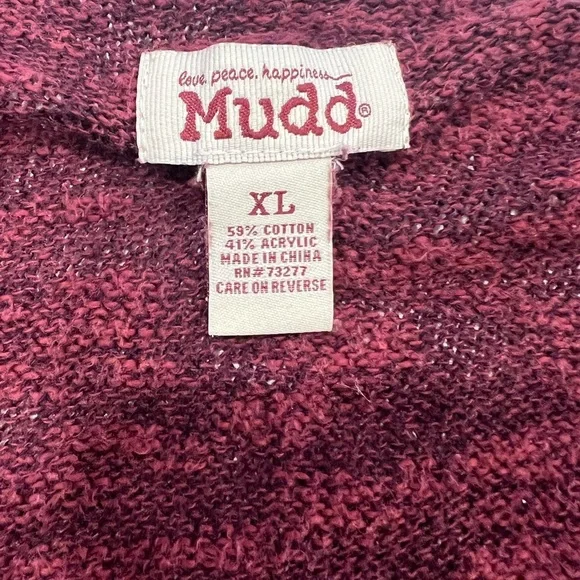 love. peace. happiness
Mudd®
XL
59% COTTON
41% ACRYLIC
MADE IN CHINA
RN# 73277
CARE ON REVERSE